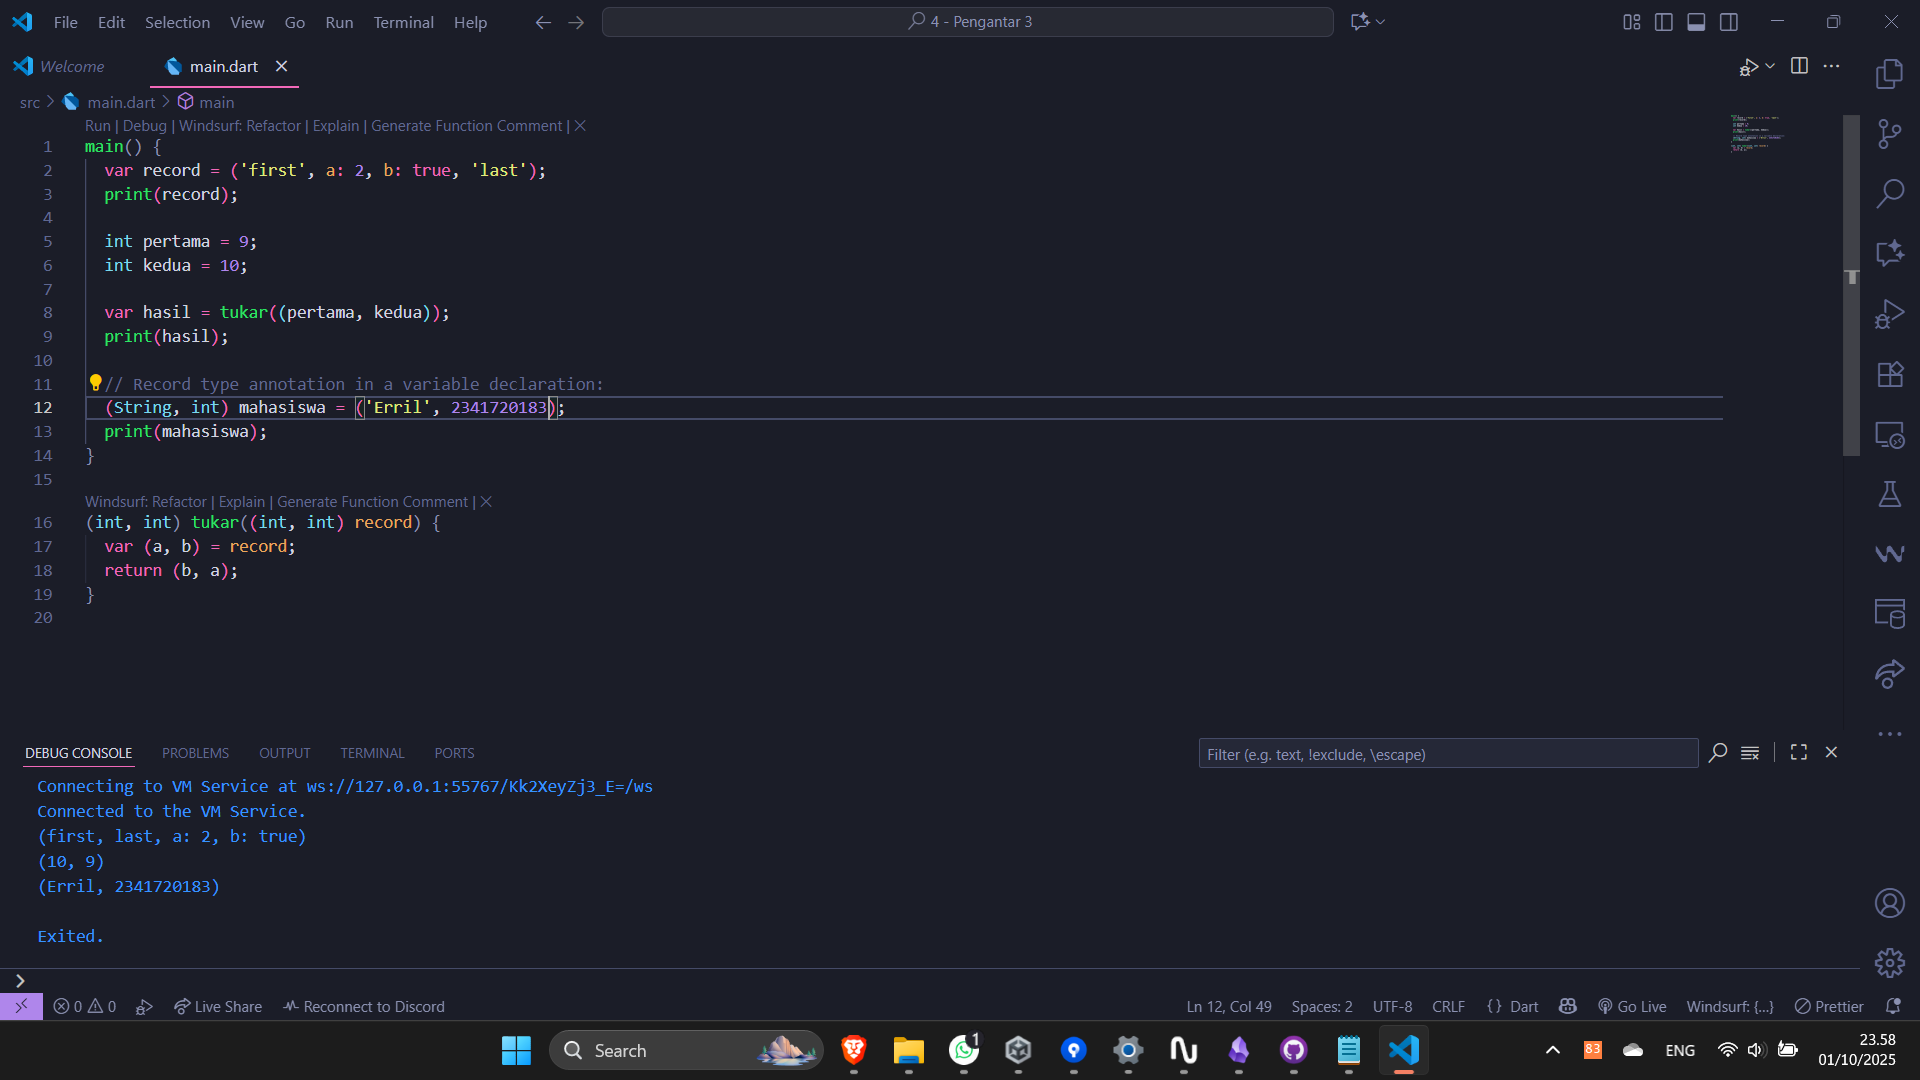 File Edit Selection View Go Run Terminal Help
4 - Pengantar 3
Welcome
main.dart
src > main.dart > main
Run | Debug | Windsurf: Refactor | Explain | Generate Function Comment | ×
1 main() {
2 var record = ('first', a: 2, b: true, 'last');
3 print(record);
4
5 int pertama = 9;
6 int kedua = 10;
7
8 var hasil = tukar((pertama, kedua));
9 print(hasil);
10
11 // Record type annotation in a variable declaration:
12 (String, int) mahasiswa = ('Erril', 2341720183);
13 print(mahasiswa);
14 }
15
Windsurf: Refactor | Explain | Generate Function Comment | ×
16 (int, int) tukar((int, int) record) {
17 var (a, b) = record;
18 return (b, a);
19 }
20
DEBUG CONSOLE PROBLEMS OUTPUT TERMINAL PORTS
Filter (e.g. text, !exclude, \escape)
Connecting to VM Service at ws://127.0.0.1:55767/Kk2XeyZj3_E=/ws
Connected to the VM Service.
(first, last, a: 2, b: true)
(10, 9)
(Erril, 2341720183)
Exited.
0 0 Live Share Reconnect to Discord
Ln 12, Col 49 Spaces: 2 UTF-8 CRLF {} Dart Go Live Windsurf: {...} Prettier
Search
1
83
ENG
23.58
01/10/2025